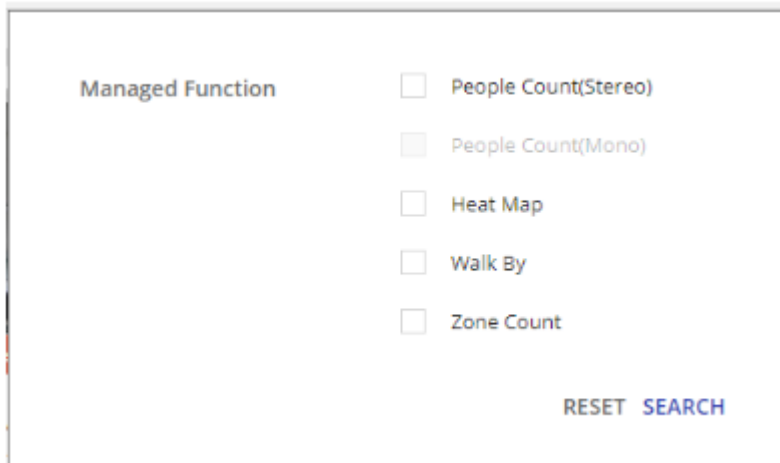 Managed Function
People Count(Stereo)
People Count(Mono)
Heat Map
Walk By
Zone Count
RESET SEARCH